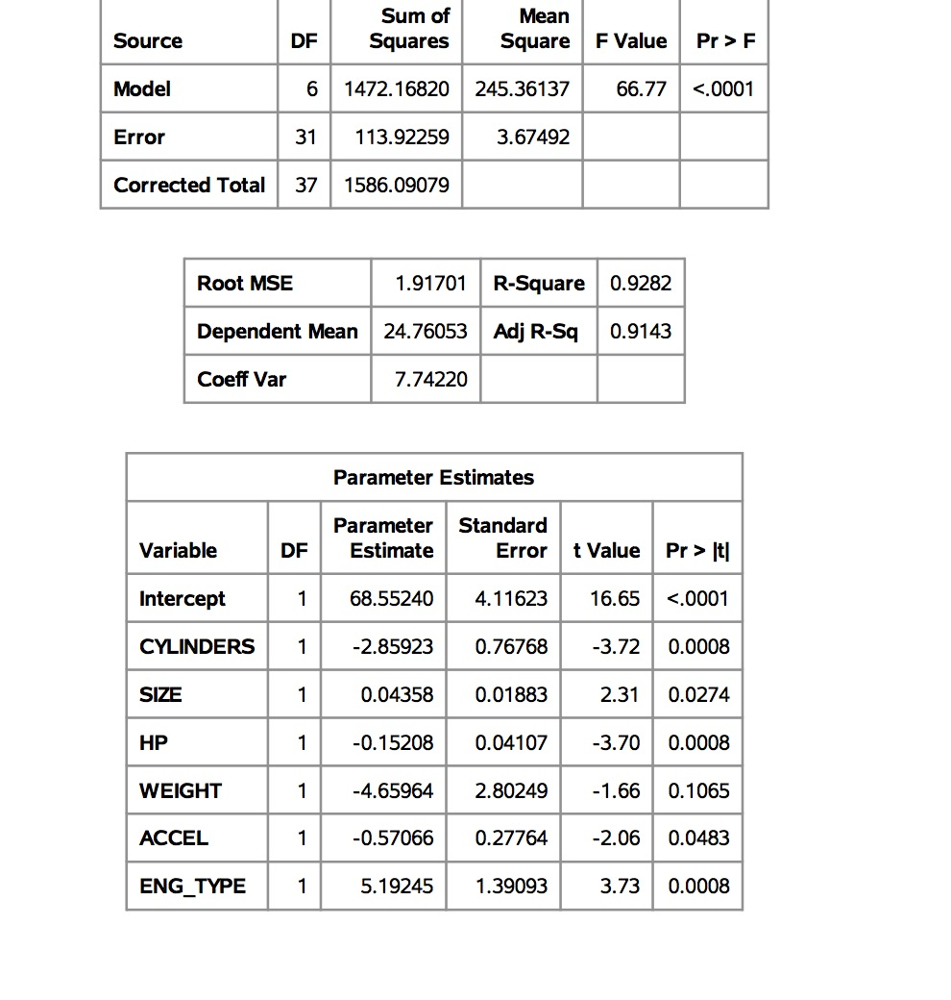 Source DF Sum of Squares Mean Square F Value Pr > F
Model 6 1472.16820 245.36137 66.77 <.0001
Error 31 113.92259 3.67492
Corrected Total 37 1586.09079
Root MSE 1.91701 R-Square 0.9282
Dependent Mean 24.76053 Adj R-Sq 0.9143
Coeff Var 7.74220
Parameter Estimates
Variable DF Parameter Estimate Standard Error t Value Pr > |t|
Intercept 1 68.55240 4.11623 16.65 <.0001
CYLINDERS 1 -2.85923 0.76768 -3.72 0.0008
SIZE 1 0.04358 0.01883 2.31 0.0274
HP 1 -0.15208 0.04107 -3.70 0.0008
WEIGHT 1 -4.65964 2.80249 -1.66 0.1065
ACCEL 1 -0.57066 0.27764 -2.06 0.0483
ENG_TYPE 1 5.19245 1.39093 3.73 0.0008